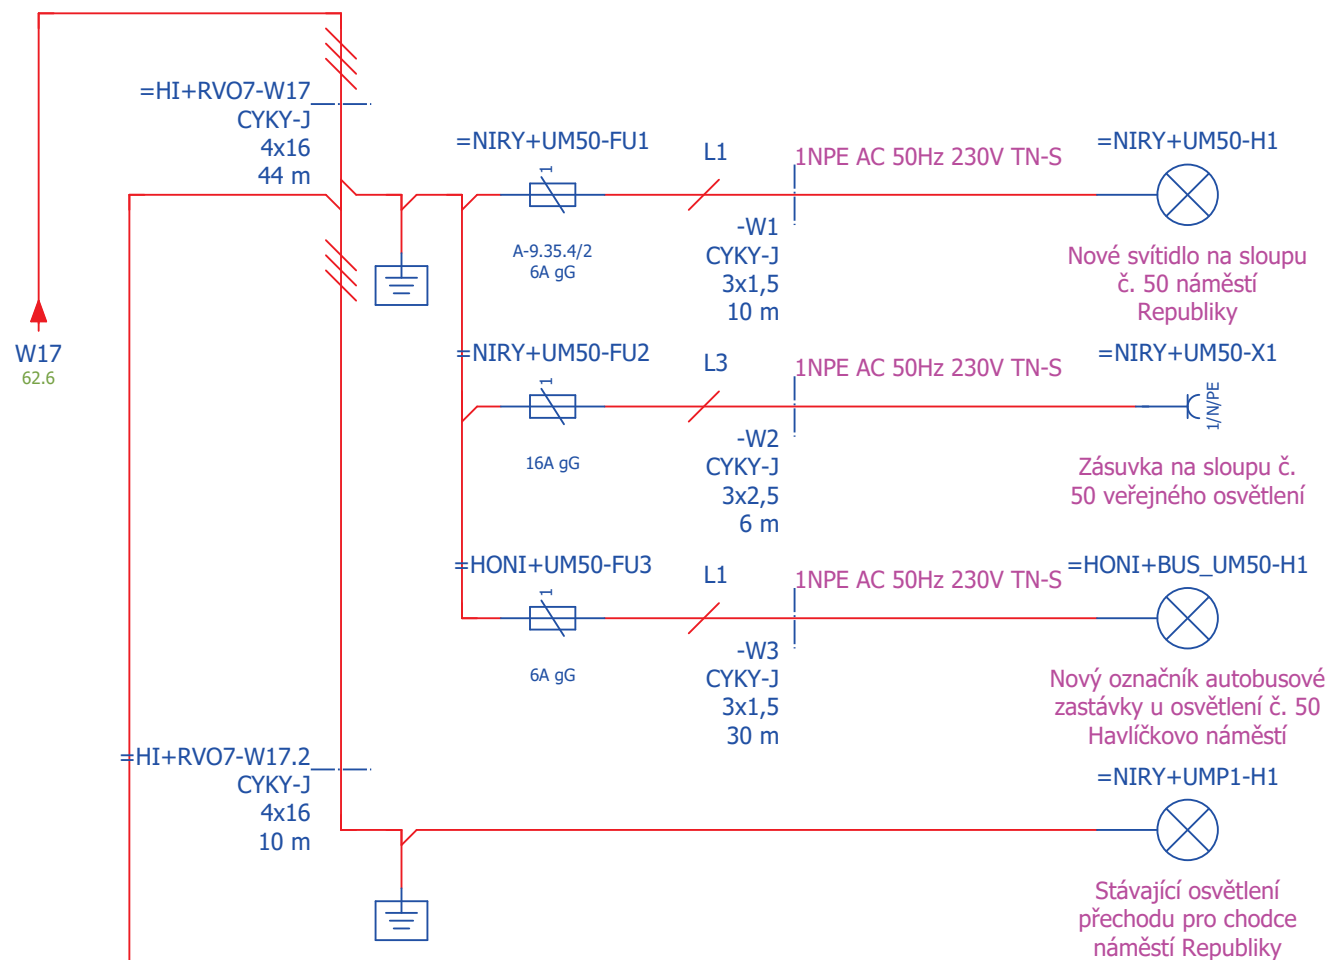 =HI+RVO7-W17
CYKY-J
4x16
44 m
W17
62.6
=NIRY+UM50-FU1
1
A-9.35.4/2
6A gG
L1
1NPE AC 50Hz 230V TN-S
-W1
CYKY-J
3x1,5
10 m
=NIRY+UM50-H1
Nové svítidlo na sloupu
č. 50 náměstí
Republiky
=NIRY+UM50-FU2
1
16A gG
L3
1NPE AC 50Hz 230V TN-S
-W2
CYKY-J
3x2,5
6 m
=NIRY+UM50-X1
1/N/PE
Zásuvka na sloupu č.
50 veřejného osvětlení
=HONI+UM50-FU3
1
6A gG
L1
1NPE AC 50Hz 230V TN-S
-W3
CYKY-J
3x1,5
30 m
=HONI+BUS_UM50-H1
Nový označník autobusové
zastávky u osvětlení č. 50
Havlíčkovo náměstí
=HI+RVO7-W17.2
CYKY-J
4x16
10 m
=NIRY+UMP1-H1
Stávající osvětlení
přechodu pro chodce
náměstí Republiky